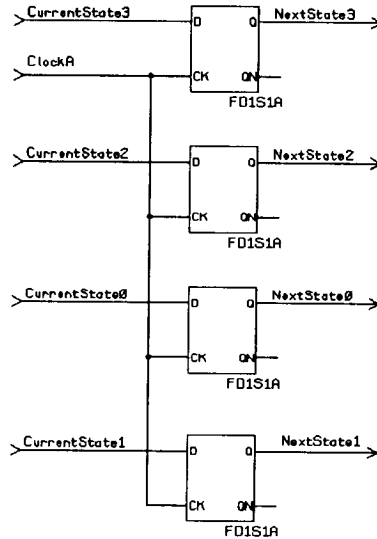 CurrentState3 D Q NextState3
ClockA CK QN
FD1S1A
CurrentState2 D Q NextState2
CK QN
FD1S1A
CurrentState0 D Q NextState0
CK QN
FD1S1A
CurrentState1 D Q NextState1
CK QN
FD1S1A